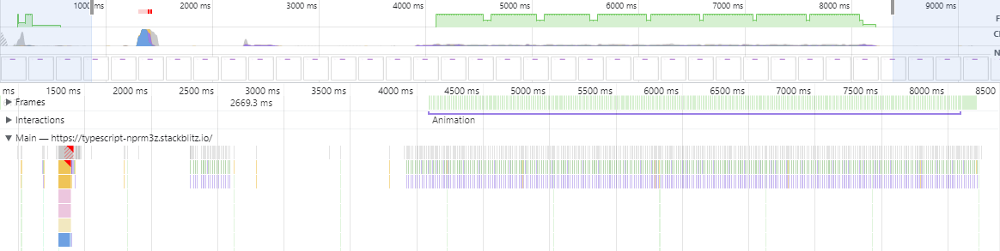 1000 ms 2000 ms 3000 ms 4000 ms 5000 ms 6000 ms 7000 ms 8000 ms 9000 ms
F
C
N
ms 1500 ms 2000 ms 2500 ms 3000 ms 3500 ms 4000 ms 4500 ms 5000 ms 5500 ms 6000 ms 6500 ms 7000 ms 7500 ms 8000 ms 8500
Frames 2669.3 ms
Interactions Animation
Main — https://typescript-nprm3z.stackblitz.io/